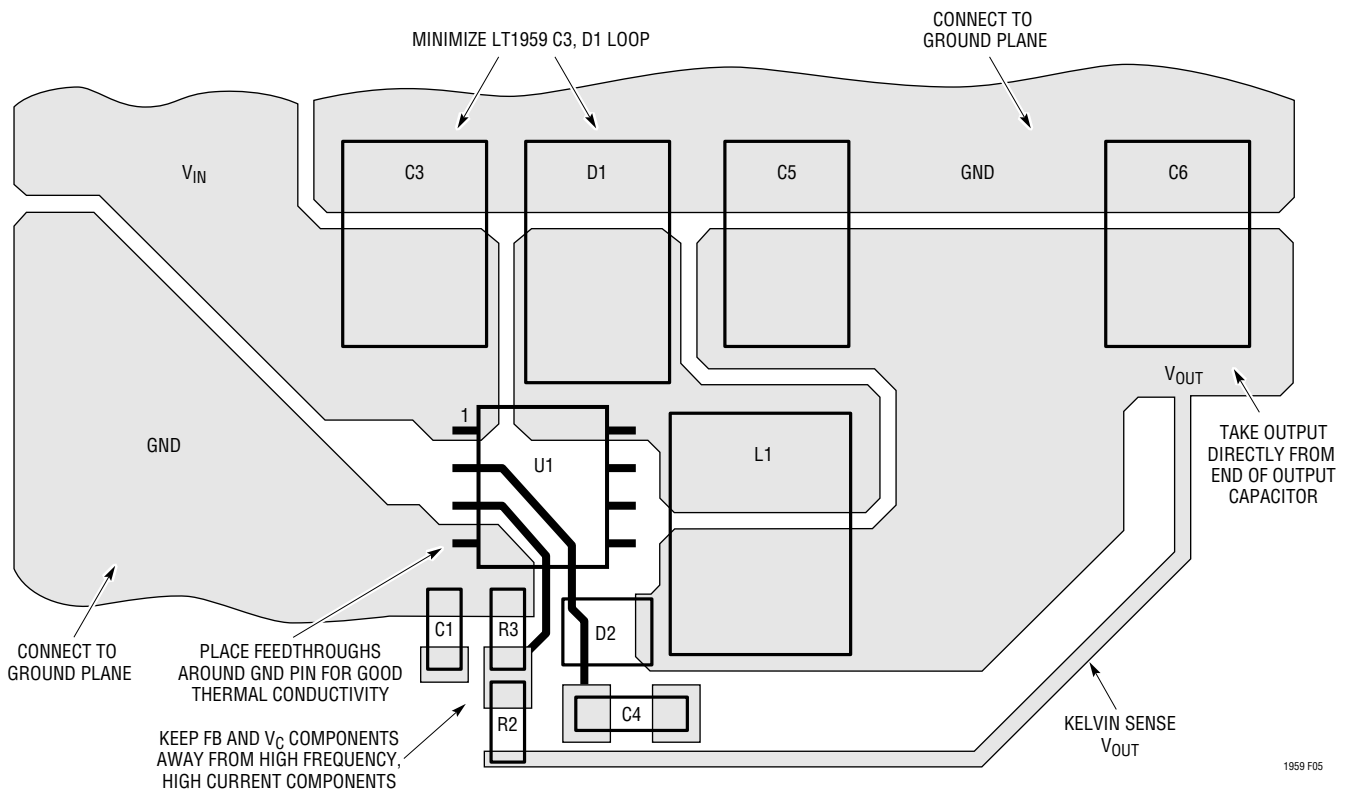 MINIMIZE LT1959 C3, D1 LOOP
CONNECT TO
GROUND PLANE
VIN
C3
D1
C5
GND
C6
VOUT
TAKE OUTPUT
DIRECTLY FROM
END OF OUTPUT
CAPACITOR
1
U1
L1
GND
CONNECT TO
GROUND PLANE
PLACE FEEDTHROUGHS
AROUND GND PIN FOR GOOD
THERMAL CONDUCTIVITY
C1
R3
D2
R2
C4
KEEP FB AND VC COMPONENTS
AWAY FROM HIGH FREQUENCY,
HIGH CURRENT COMPONENTS
KELVIN SENSE
VOUT
1959 F05